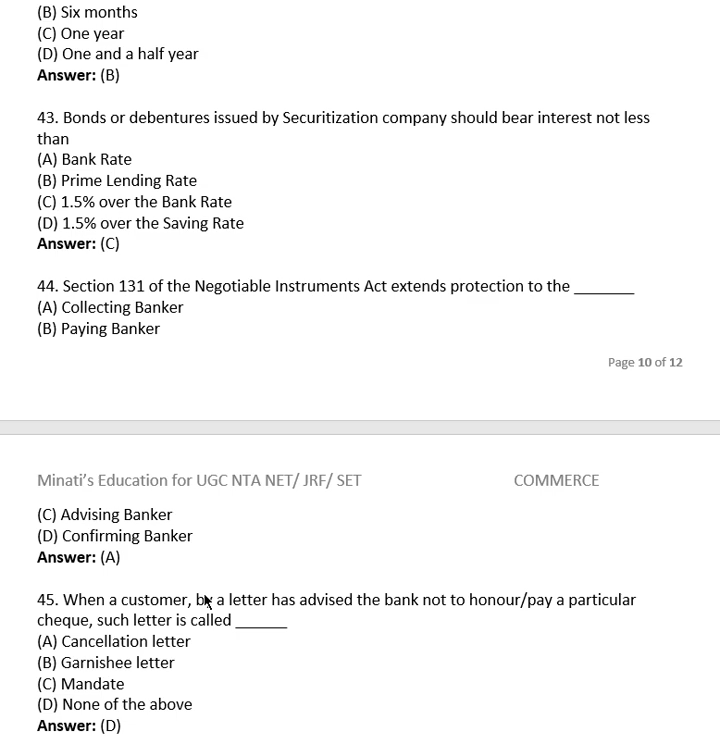 (B) Six months
(C) One year
(D) One and a half year
Answer: (B)
43. Bonds or debentures issued by Securitization company should bear interest not less
than
(A) Bank Rate
(B) Prime Lending Rate
(C) 1.5% over the Bank Rate
(D) 1.5% over the Saving Rate
Answer: (C)
44. Section 131 of the Negotiable Instruments Act extends protection to the _______
(A) Collecting Banker
(B) Paying Banker
Page 10 of 12
Minati's Education for UGC NTA NET/ JRF/ SET COMMERCE
(C) Advising Banker
(D) Confirming Banker
Answer: (A)
45. When a customer, by a letter has advised the bank not to honour/pay a particular
cheque, such letter is called ______
(A) Cancellation letter
(B) Garnishee letter
(C) Mandate
(D) None of the above
Answer: (D)